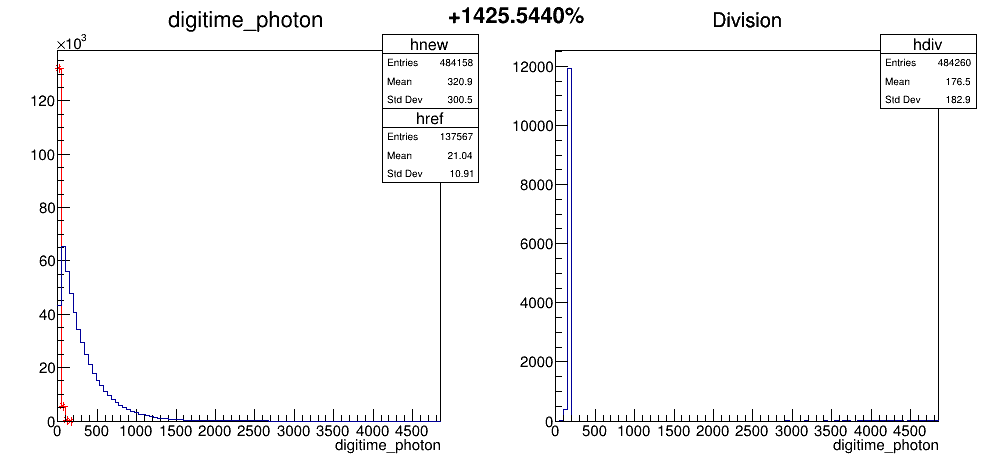 digitime_photon
+1425.5440%
Division
×10³
hnew
Entries 484158
Mean 320.9
Std Dev 300.5
href
Entries 137567
Mean 21.04
Std Dev 10.91
120
100
80
60
40
20
0
0 500 1000 1500 2000 2500 3000 3500 4000 4500
digitime_photon
hdiv
Entries 484260
Mean 176.5
Std Dev 182.9
12000
10000
8000
6000
4000
2000
0
0 500 1000 1500 2000 2500 3000 3500 4000 4500
digitime_photon